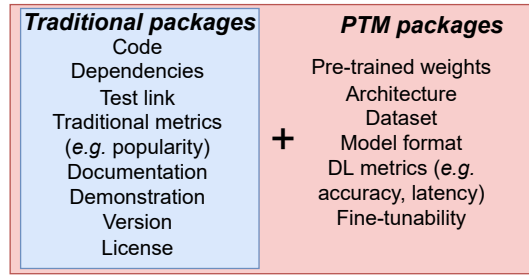 Traditional packages
Code
Dependencies
Test link
Traditional metrics
(e.g. popularity)
Documentation
Demonstration
Version
License
+
PTM packages
Pre-trained weights
Architecture
Dataset
Model format
DL metrics (e.g.
accuracy, latency)
Fine-tunability